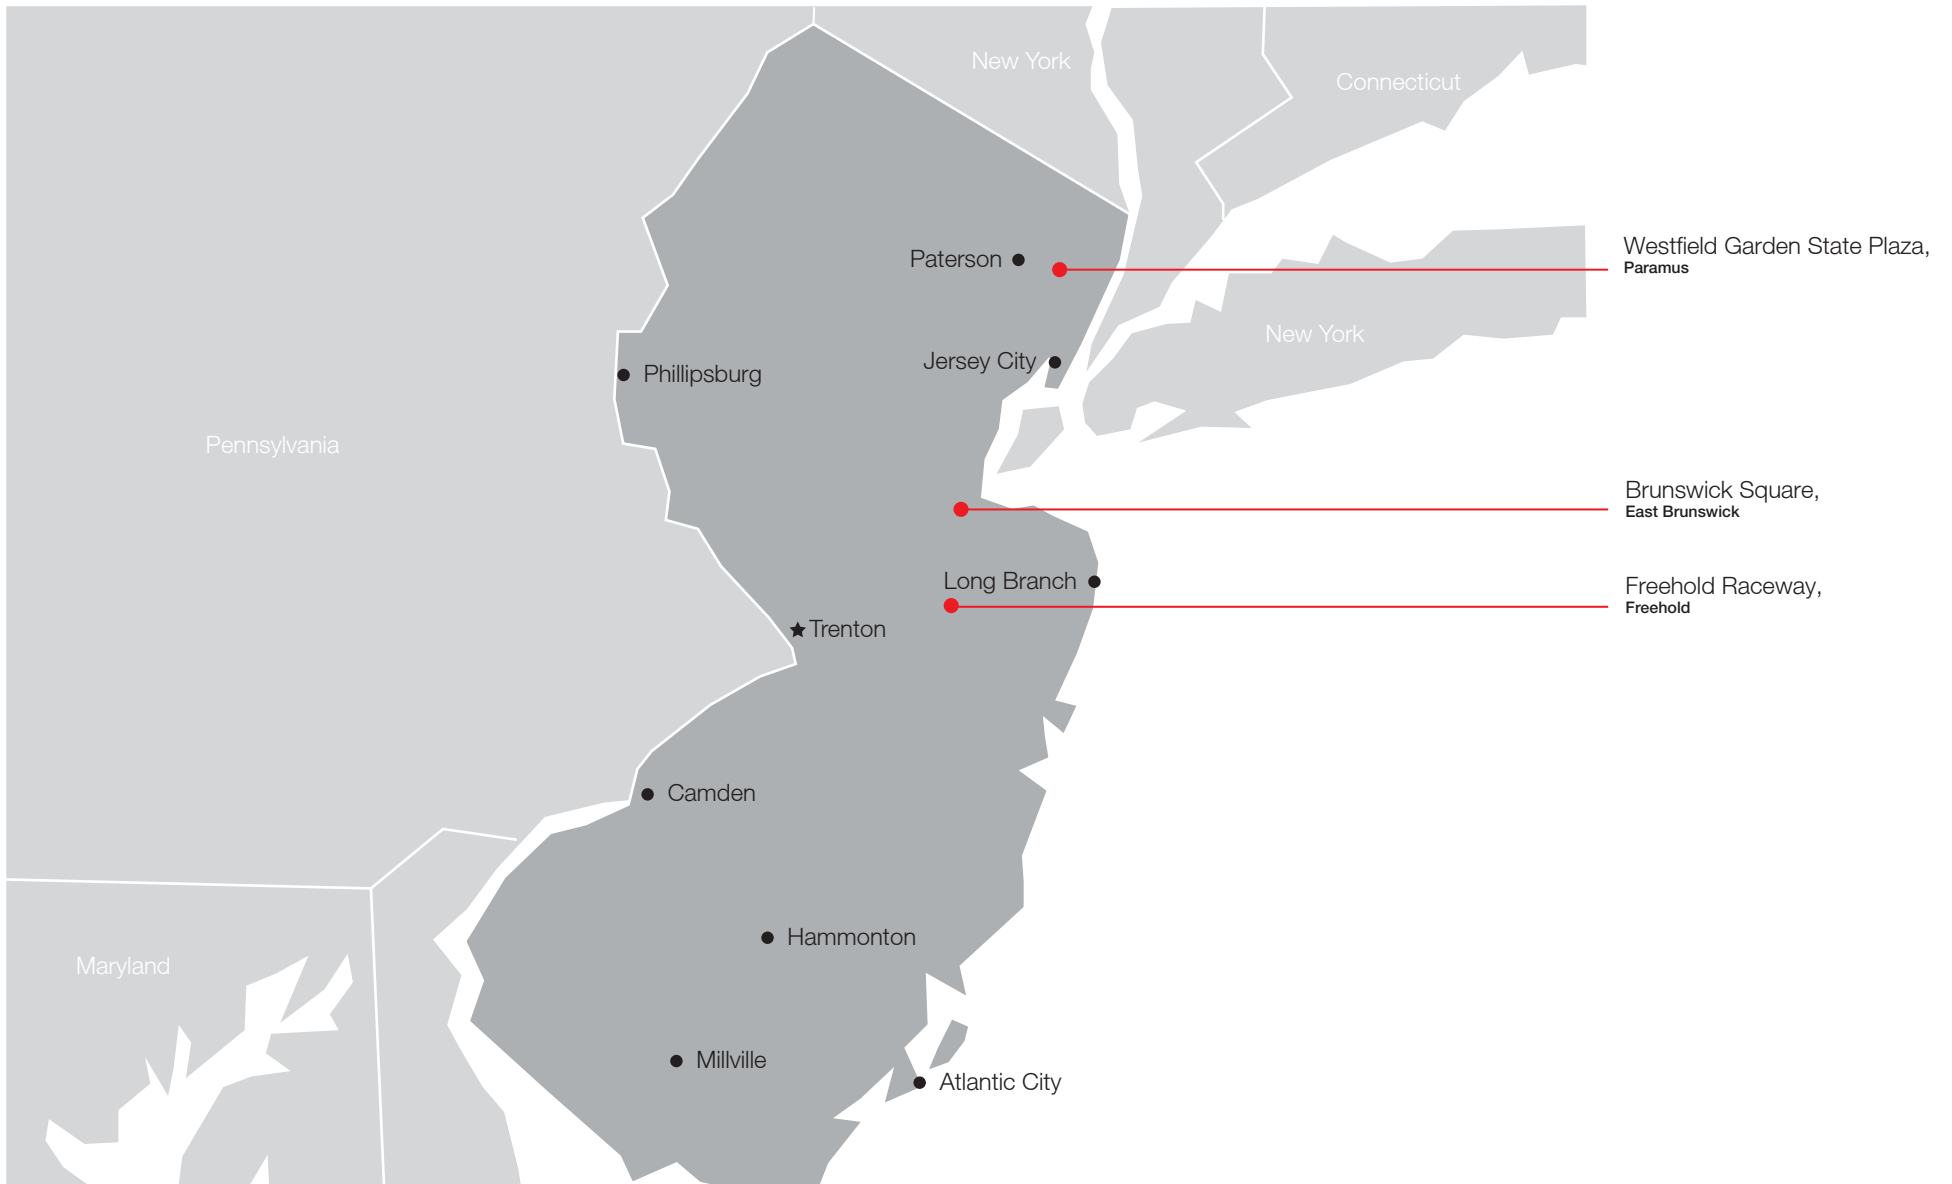 New York
Connecticut
Westfield Garden State Plaza,
Paramus
Paterson
New York
Jersey City
Phillipsburg
Pennsylvania
Brunswick Square,
East Brunswick
Long Branch
Freehold Raceway,
Freehold
Trenton
Camden
Hammonton
Maryland
Millville
Atlantic City